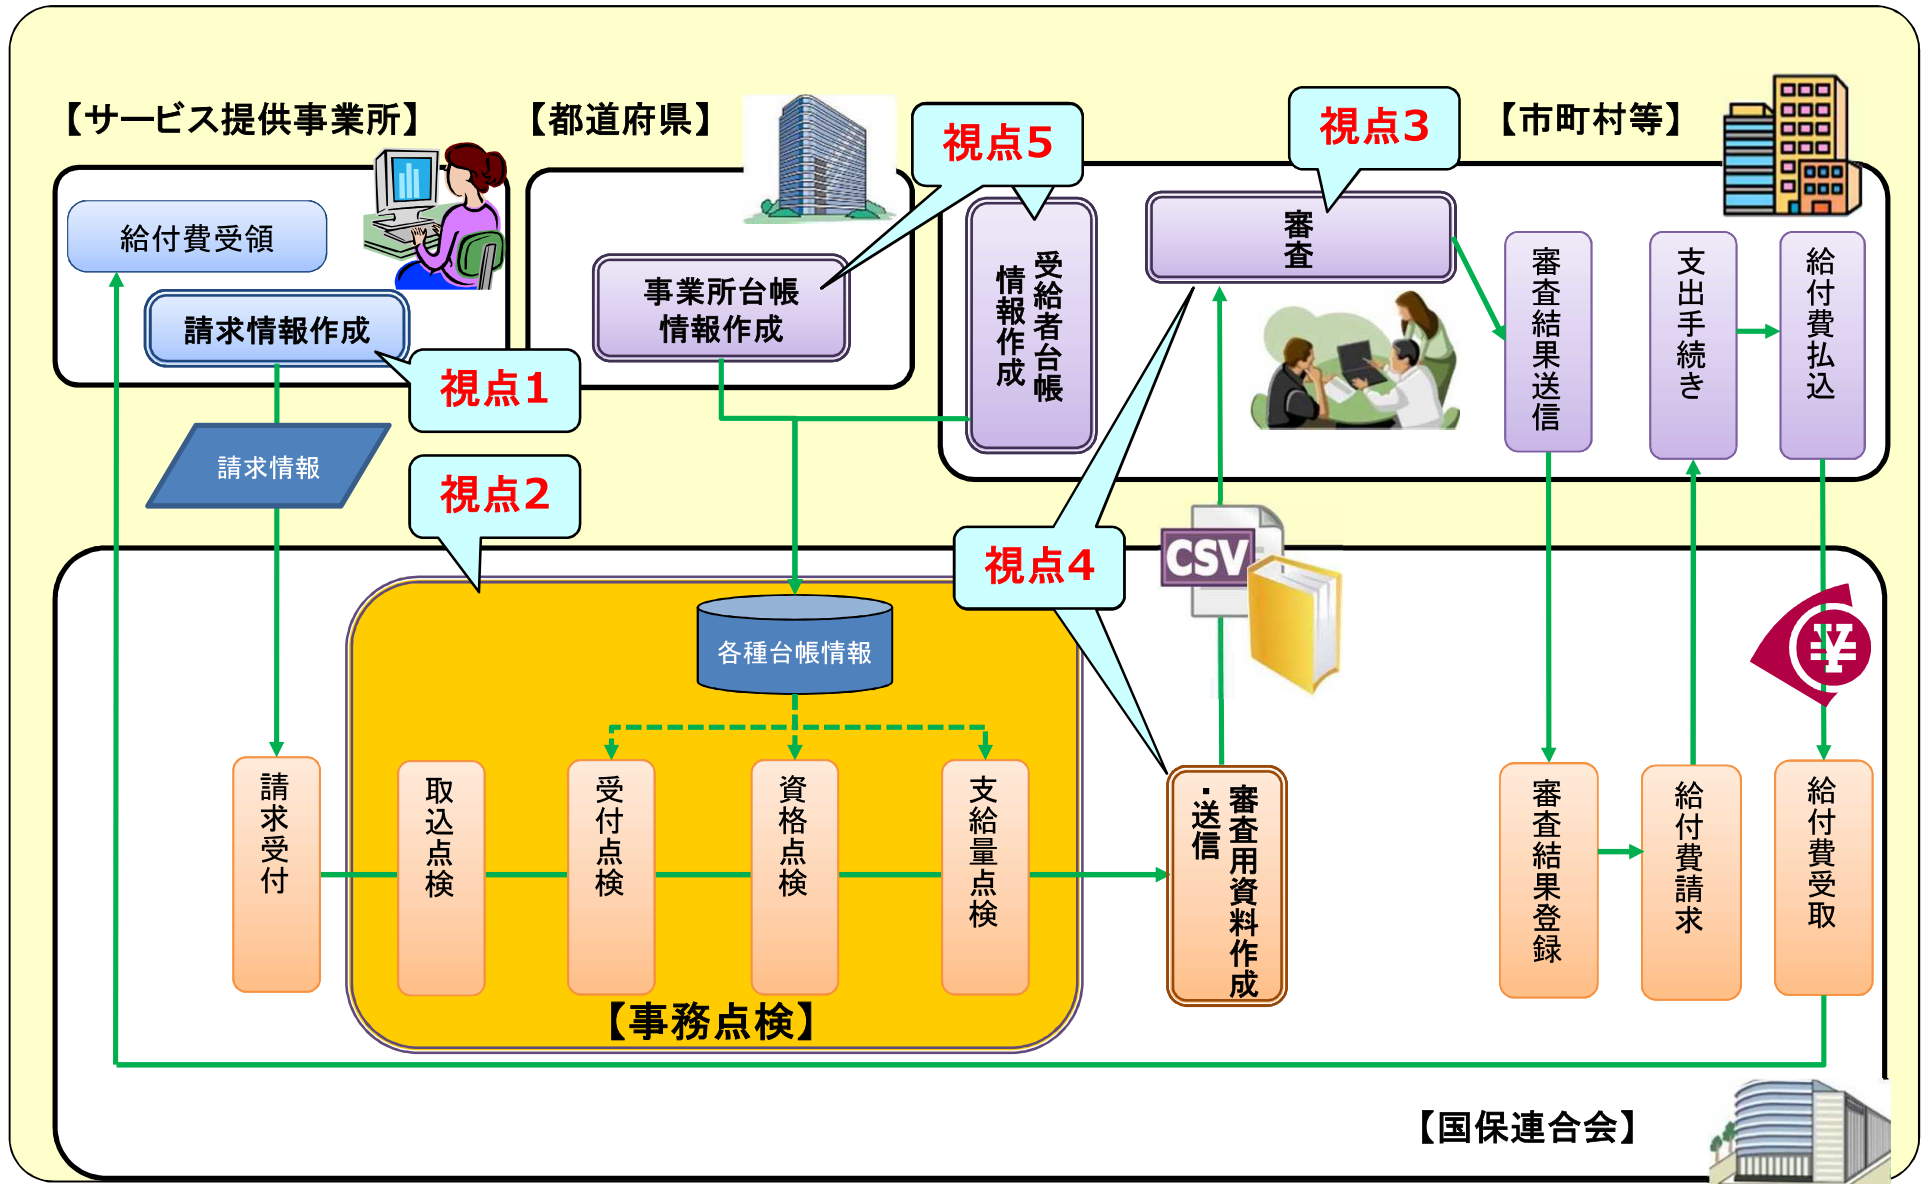 【サービス提供事業所】
給付費受領
請求情報作成
視点1
請求情報
【都道府県】
事業所台帳
情報作成
視点5
【市町村等】
受給者台帳
情報作成
審査
視点3
審査結果送信
支出手続き
給付費払込
視点2
視点4
CSV
各種台帳情報
請求受付
取込点検
受付点検
資格点検
支給量点検
【事務点検】
審査用資料作成
・送信
審査結果登録
給付費請求
給付費受取
¥
【国保連合会】